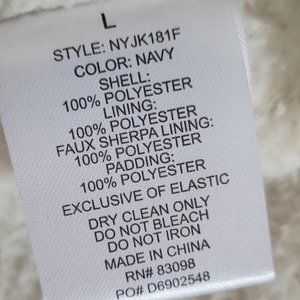 L
STYLE: NYJK181F
COLOR: NAVY
SHELL:
100% POLYESTER
LINING:
100% POLYESTER
FAUX SHERPA LINING:
100% POLYESTER
PADDING:
100% POLYESTER
EXCLUSIVE OF ELASTIC
DRY CLEAN ONLY
DO NOT BLEACH
DO NOT IRON
MADE IN CHINA
RN# 83098
PO# D6902548